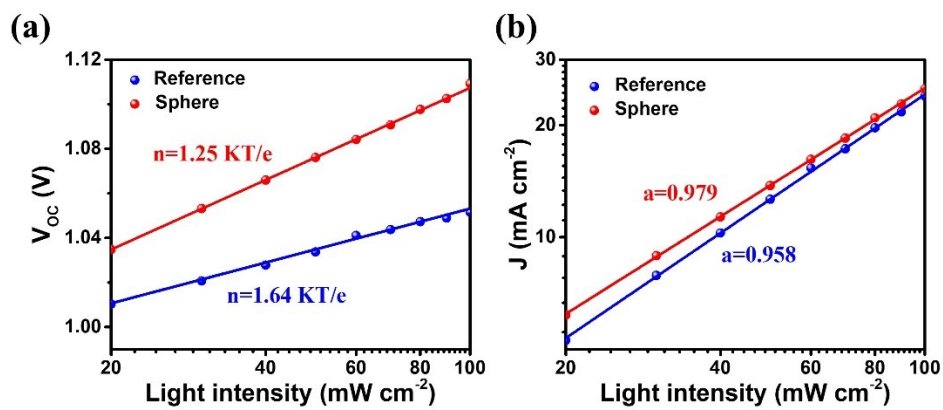 (a)
1.12
1.08
1.04
1.00
V_OC (V)
Reference
Sphere
n=1.25 KT/e
n=1.64 KT/e
20 40 60 80 100
Light intensity (mW cm⁻²)
(b)
30
20
10
J (mA cm⁻²)
Reference
Sphere
a=0.979
a=0.958
20 40 60 80 100
Light intensity (mW cm⁻²)